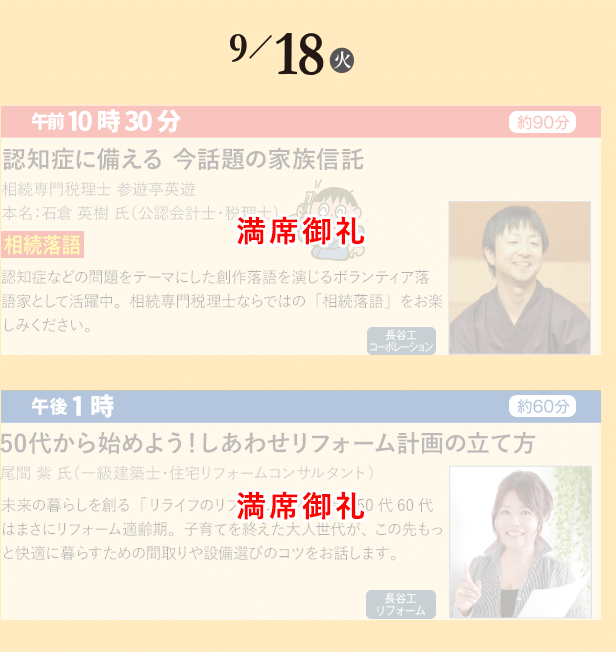 9/18 火
午前10時30分 約90分
認知症に備える 今話題の家族信託
相続専門税理士 参遊亭英遊
本名：石倉 英樹 氏（公認会計士・税理士）
満席御礼
相続落語
認知症などの問題をテーマにした創作落語を演じるボランティア落
語家として活躍中。相続専門税理士ならではの「相続落語」をお楽
しみください。
長谷工
コーポレーション
午後1時 約60分
50代から始めよう！しあわせリフォーム計画の立て方
尾間 紫 氏（一級建築士・住宅リフォームコンサルタント）
未来の暮らしを創る「リライフのリフ
満席御礼
50代60代
はまさにリフォーム適齢期。子育てを終えた大人世代が、この先もっ
と快適に暮らすための間取りや設備選びのコツをお話します。
長谷工
リフォーム